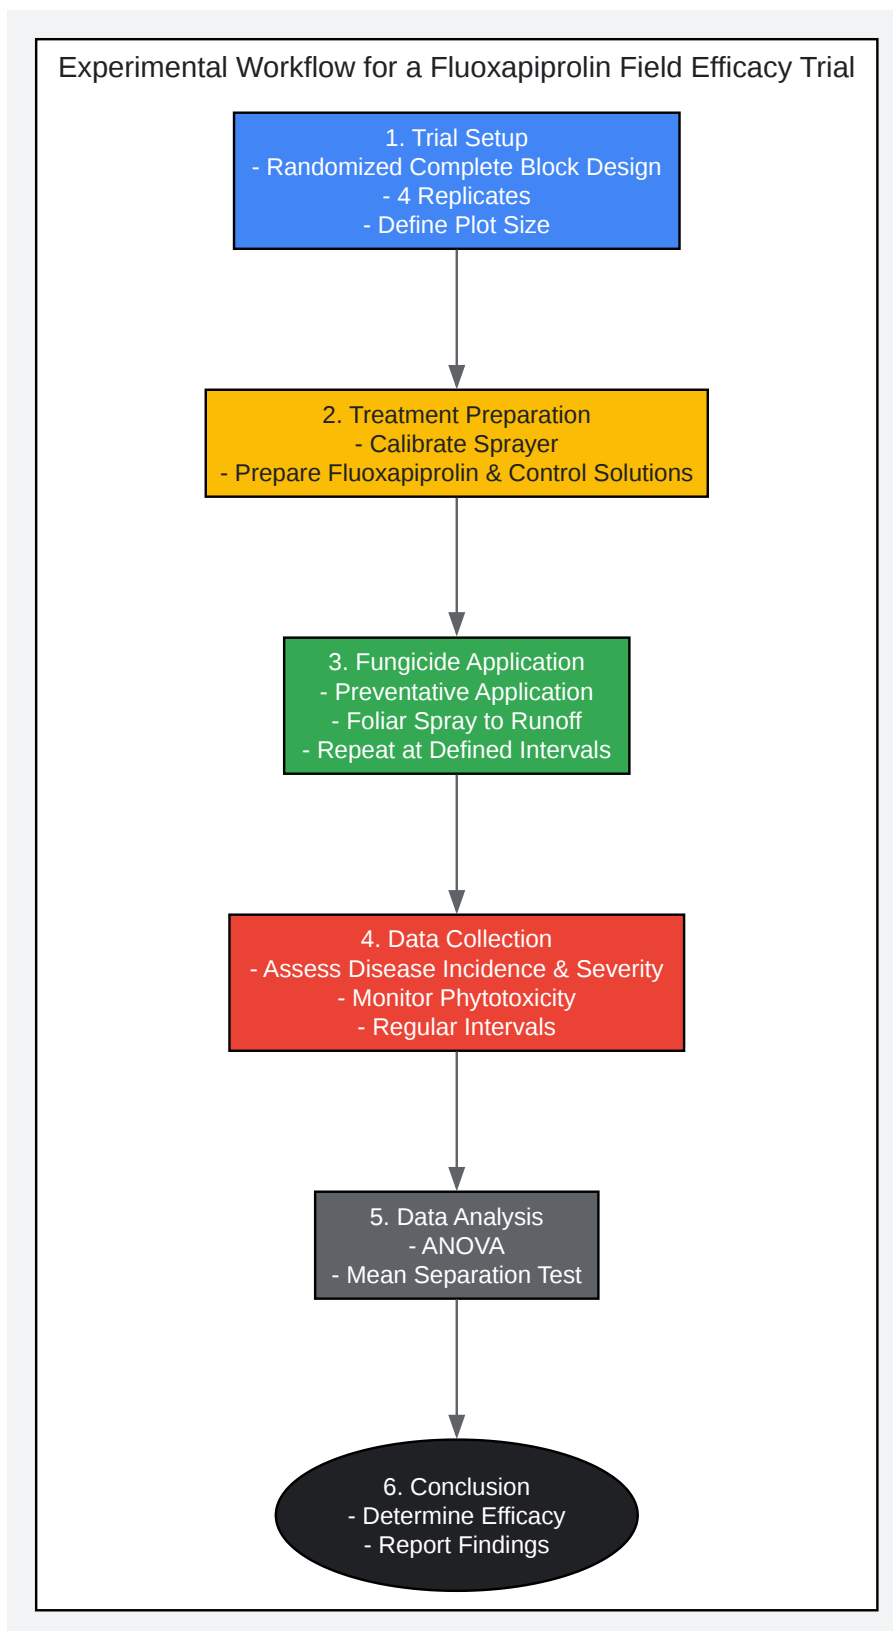 Experimental Workflow for a Fluoxapiprolin Field Efficacy Trial
1. Trial Setup
- Randomized Complete Block Design
- 4 Replicates
- Define Plot Size
2. Treatment Preparation
- Calibrate Sprayer
- Prepare Fluoxapiprolin & Control Solutions
3. Fungicide Application
- Preventative Application
- Foliar Spray to Runoff
- Repeat at Defined Intervals
4. Data Collection
- Assess Disease Incidence & Severity
- Monitor Phytotoxicity
- Regular Intervals
5. Data Analysis
- ANOVA
- Mean Separation Test
6. Conclusion
- Determine Efficacy
- Report Findings